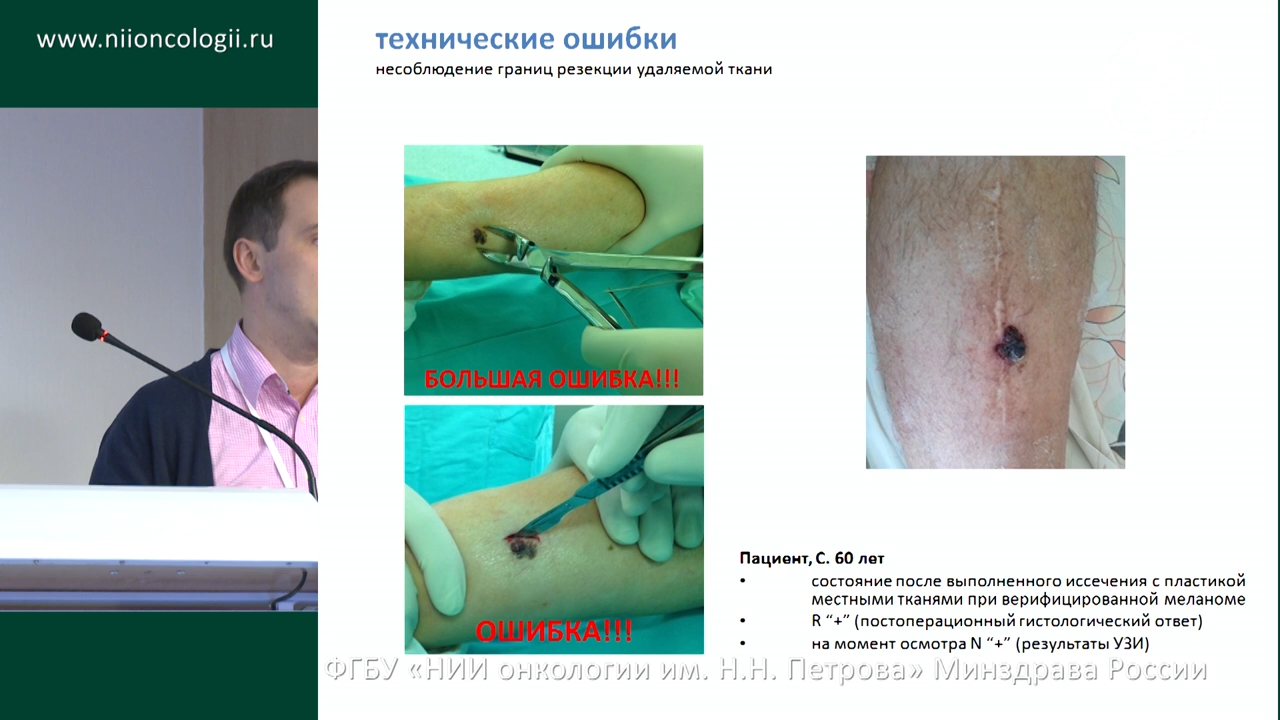 www.niioncologii.ru
технические ошибки
несоблюдение границ резекции удаляемой ткани
БОЛЬШАЯ ОШИБКА!!!
ОШИБКА!!!
Пациент, С. 60 лет
• состояние после выполненного иссечения с пластикой
местными тканями при верифицированной меланоме
• R “+” (постоперационный гистологический ответ)
• на момент осмотра N “+” (результаты УЗИ)
ФГБУ «НИИ онкологии им. Н.Н. Петрова» Минздрава России